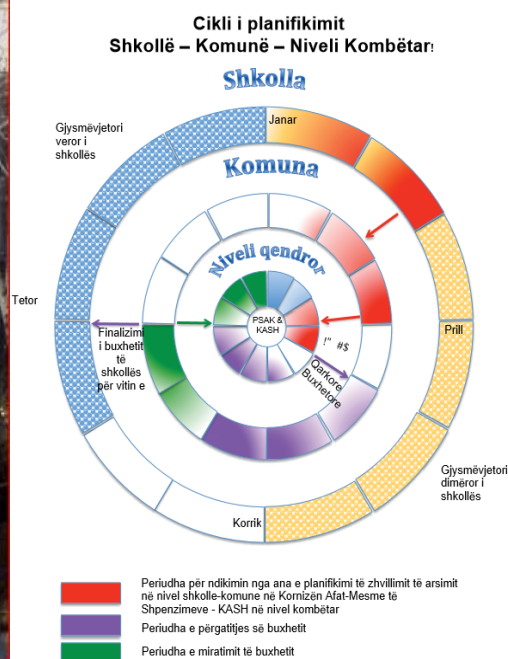 Cikli i planifikimit
Shkollë – Komunë – Niveli Kombëtar!
Shkolla
Janar
Gjysmëvjetori
veror i
shkollës
Komuna
Niveli qendror
Tetor
PSAK &
KASH
Prill
Finalizimi
i buxhetit
të
shkollës
për vitin e
!" #$
Qarkore
Buxhetore
Gjysmëvjetori
dimëror i
shkollës
Korrik
Periudha për ndikimin nga ana e planifikimi të zhvillimit të arsimit
në nivel shkolle-komune në Kornizën Afat-Mesme të
Shpenzimeve - KASH në nivel kombëtar
Periudha e përgatitjes së buxhetit
Periudha e miratimit të buxhetit